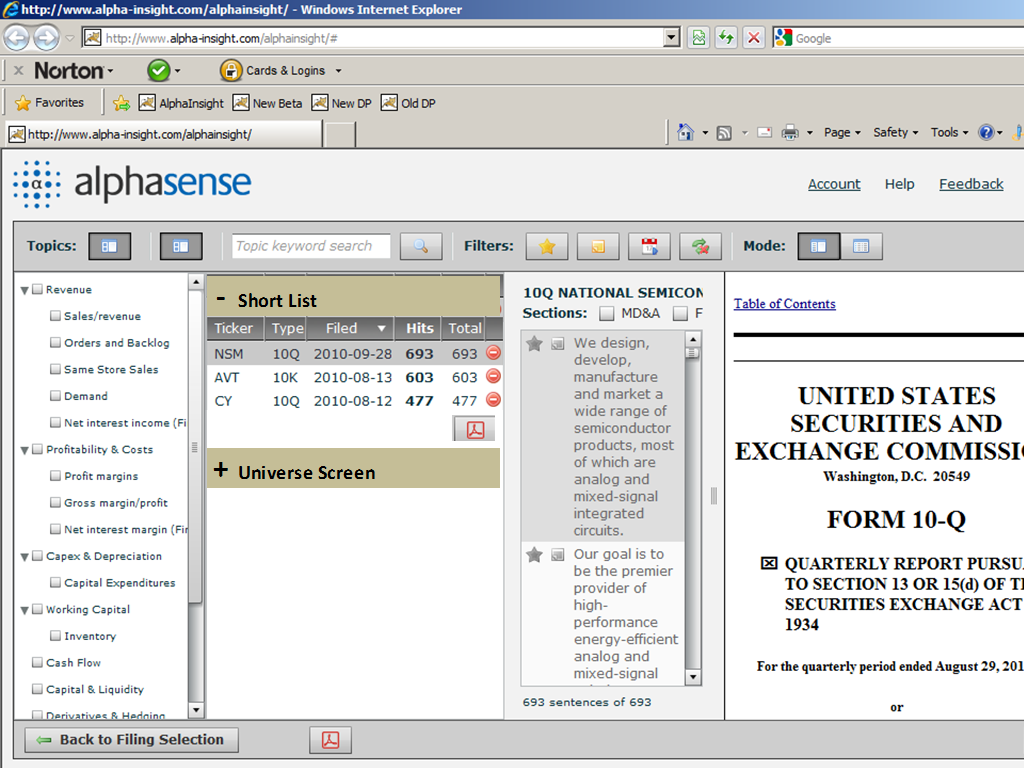 http://www.alpha-insight.com/alphainsight/ - Windows Internet Explorer
http://www.alpha-insight.com/alphainsight/#
Google
Norton
Cards & Logins
Favorites
AlphaInsight
New Beta
New DP
Old DP
http://www.alpha-insight.com/alphainsight/
Page
Safety
Tools
alphasense
Account
Help
Feedback
Topics:
Topic keyword search
Filters:
Mode:
Revenue
Sales/revenue
Orders and Backlog
Same Store Sales
Demand
Net interest income (Fi
Profitability & Costs
Profit margins
Gross margin/profit
Net interest margin (Fir
Capex & Depreciation
Capital Expenditures
Working Capital
Inventory
Cash Flow
Capital & Liquidity
Derivatives & Hedging
- Short List
Ticker Type Filed Hits Total
NSM 10Q 2010-09-28 693 693
AVT 10K 2010-08-13 603 603
CY 10Q 2010-08-12 477 477
+ Universe Screen
10Q NATIONAL SEMICON
Sections: MD&A F
We design,
develop,
manufacture
and market a
wide range of
semiconductor
products, most
of which are
analog and
mixed-signal
integrated
circuits.
Our goal is to
be the premier
provider of
high-
performance
energy-efficient
analog and
mixed-signal
693 sentences of 693
Table of Contents
UNITED STATES
SECURITIES AND
EXCHANGE COMMISSIO
Washington, D.C. 20549
FORM 10-Q
QUARTERLY REPORT PURSUA
TO SECTION 13 OR 15(d) OF TH
SECURITIES EXCHANGE ACT
1934
For the quarterly period ended August 29, 201
or
Back to Filing Selection